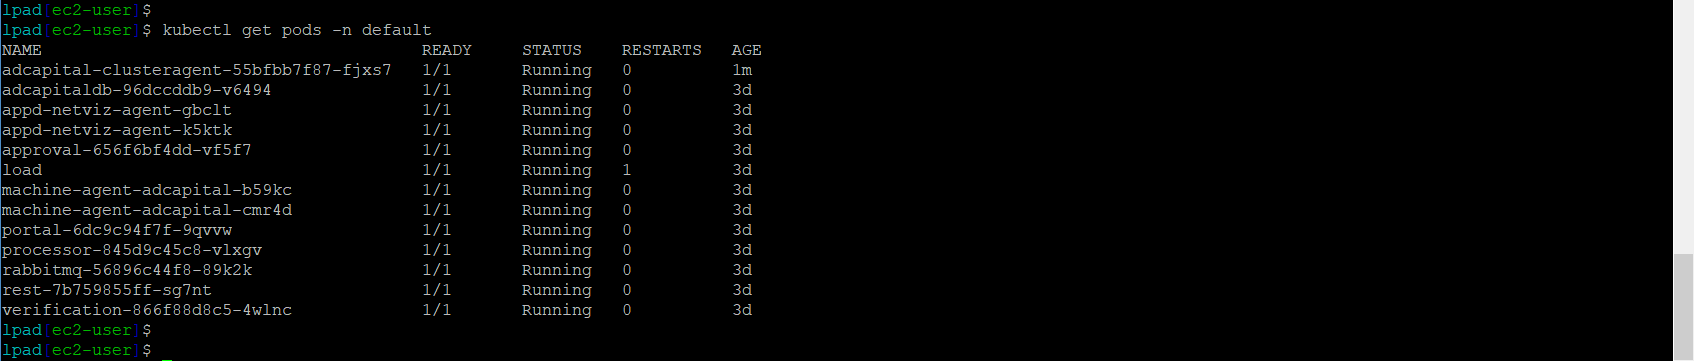 lpad[ec2-user]$
lpad[ec2-user]$ kubectl get pods -n default
NAME READY STATUS RESTARTS AGE
adcapital-clusteragent-55bfbb7f87-fjxs7 1/1 Running 0 1m
adcapitaldb-96dccddb9-v6494 1/1 Running 0 3d
appd-netviz-agent-gbclt 1/1 Running 0 3d
appd-netviz-agent-k5ktk 1/1 Running 0 3d
approval-656f6bf4dd-vf5f7 1/1 Running 0 3d
load 1/1 Running 1 3d
machine-agent-adcapital-b59kc 1/1 Running 0 3d
machine-agent-adcapital-cmr4d 1/1 Running 0 3d
portal-6dc9c94f7f-9qvvw 1/1 Running 0 3d
processor-845d9c45c8-vlxgv 1/1 Running 0 3d
rabbitmq-56896c44f8-89k2k 1/1 Running 0 3d
rest-7b759855ff-sg7nt 1/1 Running 0 3d
verification-866f88d8c5-4wlnc 1/1 Running 0 3d
lpad[ec2-user]$
lpad[ec2-user]$